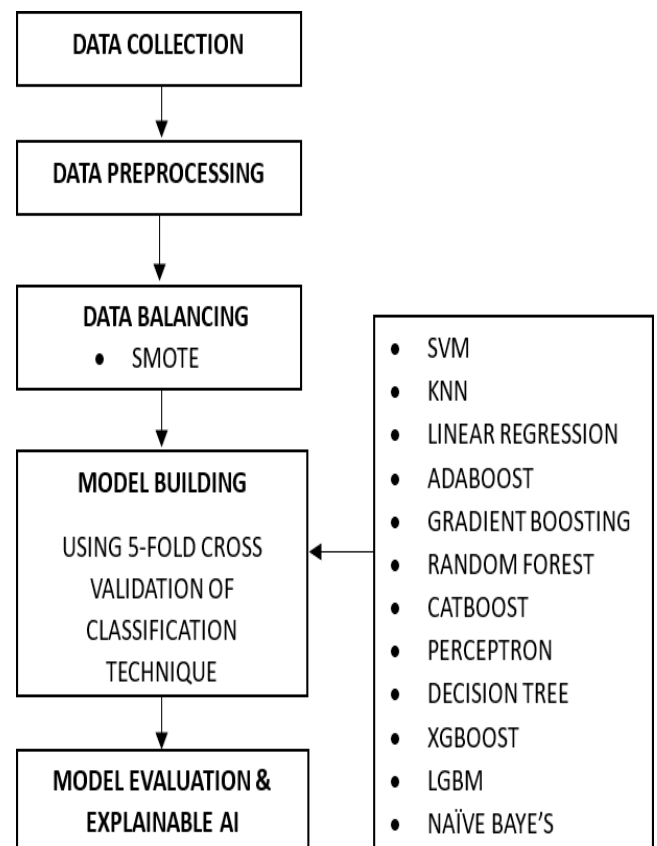 DATA COLLECTION
DATA PREPROCESSING
DATA BALANCING
• SMOTE
MODEL BUILDING
USING 5-FOLD CROSS
VALIDATION OF
CLASSIFICATION
TECHNIQUE
MODEL EVALUATION &
EXPLAINABLE AI
• SVM
• KNN
• LINEAR REGRESSION
• ADABOOST
• GRADIENT BOOSTING
• RANDOM FOREST
• CATBOOST
• PERCEPTRON
• DECISION TREE
• XGBOOST
• LGBM
• NAÏVE BAYE'S